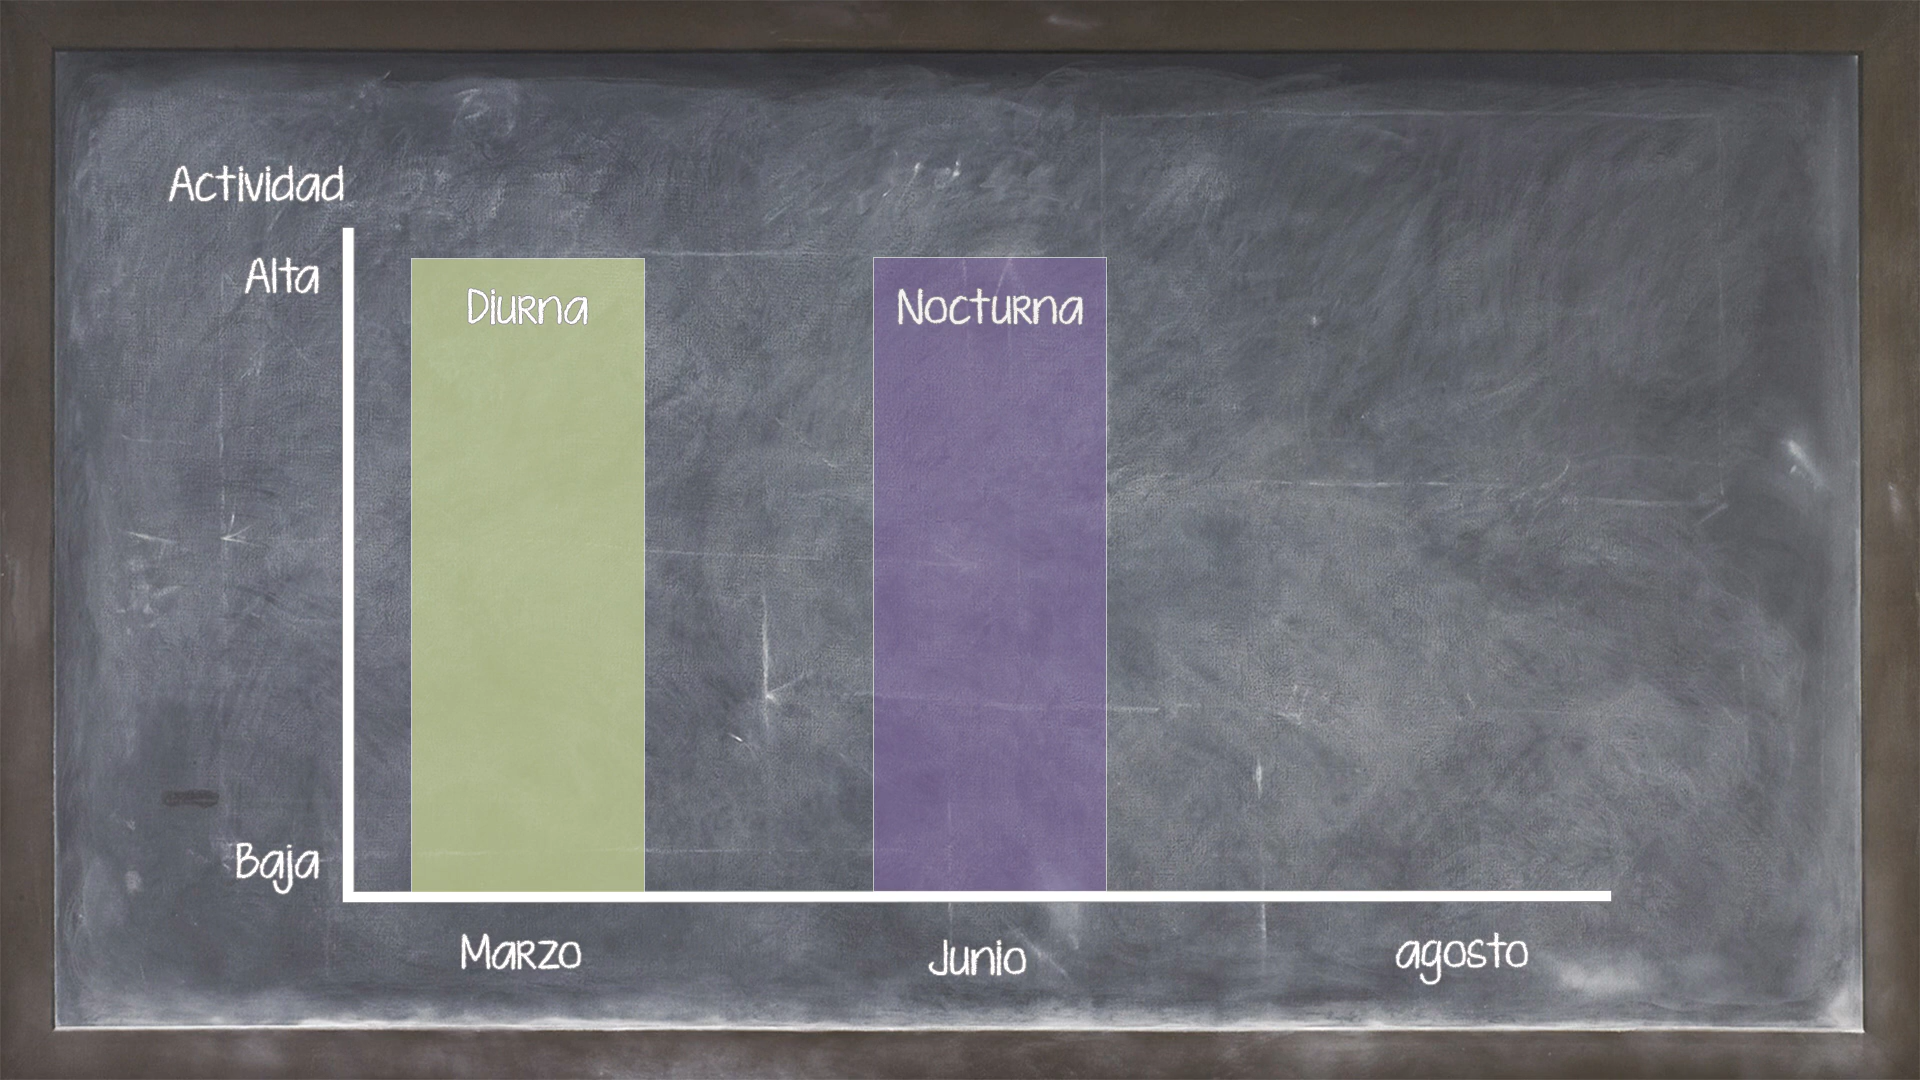 Actividad
Alta
Diurna
Nocturna
Baja
Marzo
Junio
agosto